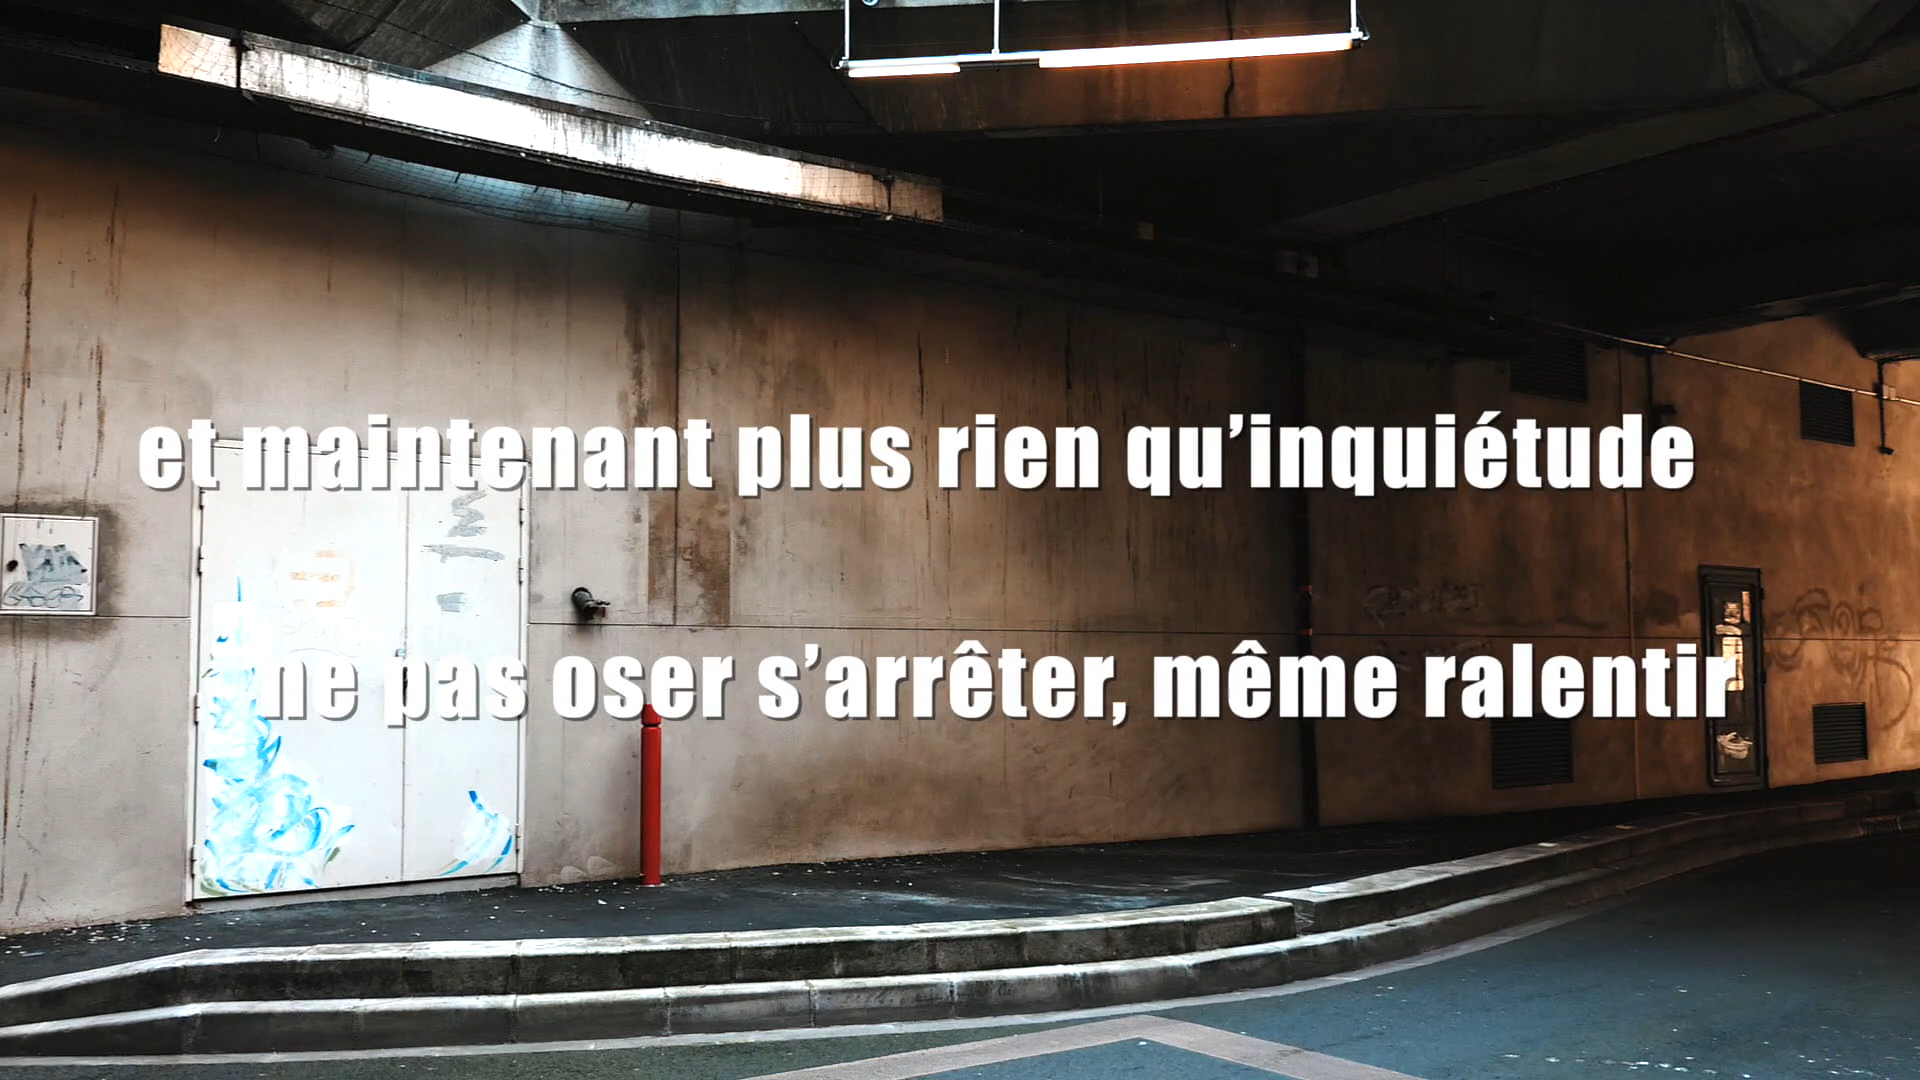 et maintenant plus rien qu’inquiétude
ne pas oser s’arrêter, même ralentir